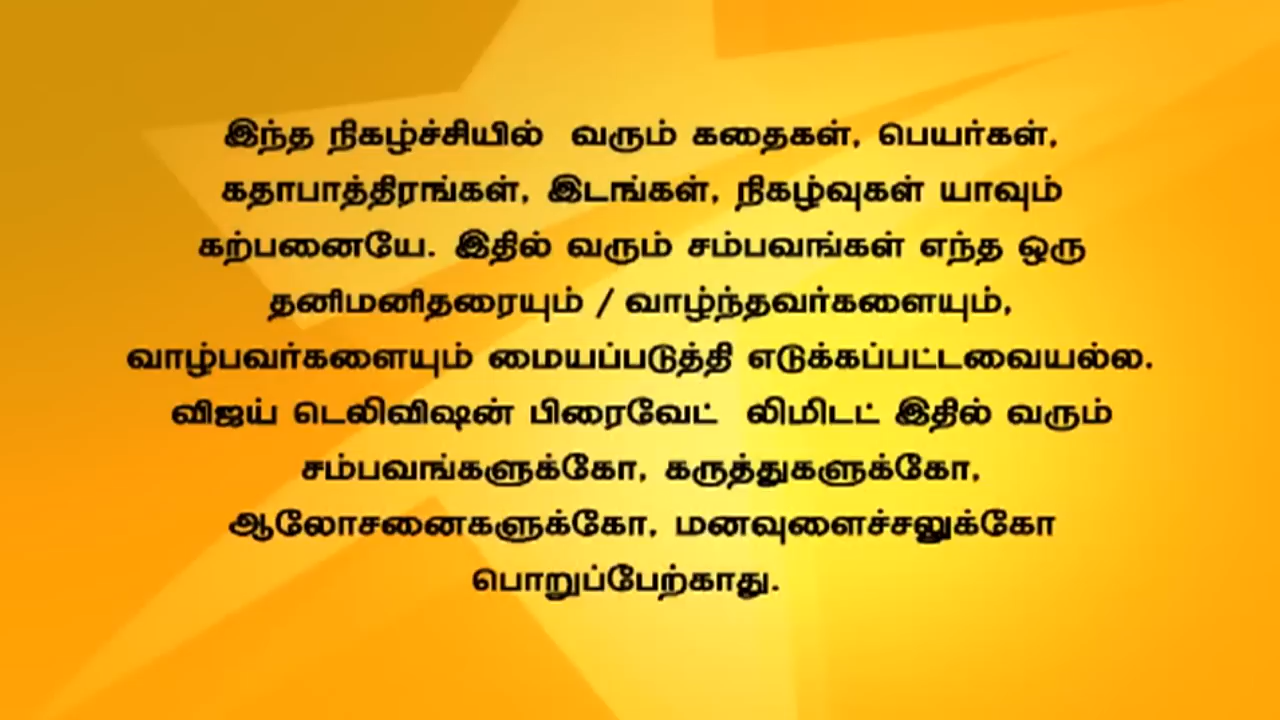 இந்த நிகழ்ச்சியில் வரும் கதைகள், பெயர்கள்,
கதாபாத்திரங்கள், இடங்கள், நிகழ்வுகள் யாவும்
கற்பனையே. இதில் வரும் சம்பவங்கள் எந்த ஒரு
தனிமனிதரையும் / வாழ்ந்தவர்களையும்,
வாழ்பவர்களையும் மையப்படுத்தி எடுக்கப்பட்டவையல்ல.
விஜய் டெலிவிஷன் பிரைவேட் லிமிடட் இதில் வரும்
சம்பவங்களுக்கோ, கருத்துகளுக்கோ,
ஆலோசனைகளுக்கோ, மனவுளைச்சலுக்கோ
பொறுப்பேற்காது.